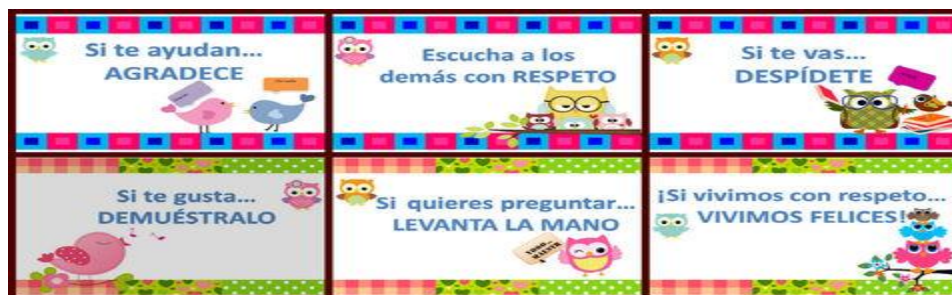 Si te ayudan...
AGRADECE
Escucha a los
demás con RESPETO
Si te vas...
DESPÍDETE
Si te gusta...
DEMUÉSTRALO
Si quieres preguntar...
LEVANTA LA MANO
¡Si vivimos con respeto...
VIVIMOS FELICES!